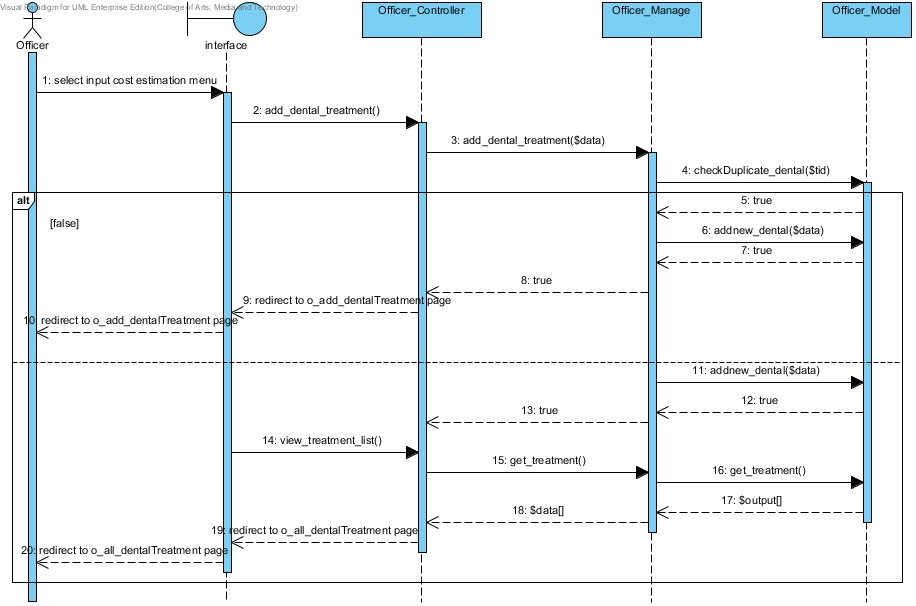 Visual Paradigm for UML Enterprise Edition(College of Arts, Media and Technology)
Officer
interface
Officer_Controller
Officer_Manage
Officer_Model
1: select input cost estimation menu
2: add_dental_treatment()
3: add_dental_treatment($data)
4: checkDuplicate_dental($tid)
alt
[false]
5: true
6: addnew_dental($data)
7: true
8: true
9: redirect to o_add_dentalTreatment page
10: redirect to o_add_dentalTreatment page
11: addnew_dental($data)
12: true
13: true
14: view_treatment_list()
15: get_treatment()
16: get_treatment()
17: $output[]
18: $data[]
19: redirect to o_all_dentalTreatment page
20: redirect to o_all_dentalTreatment page